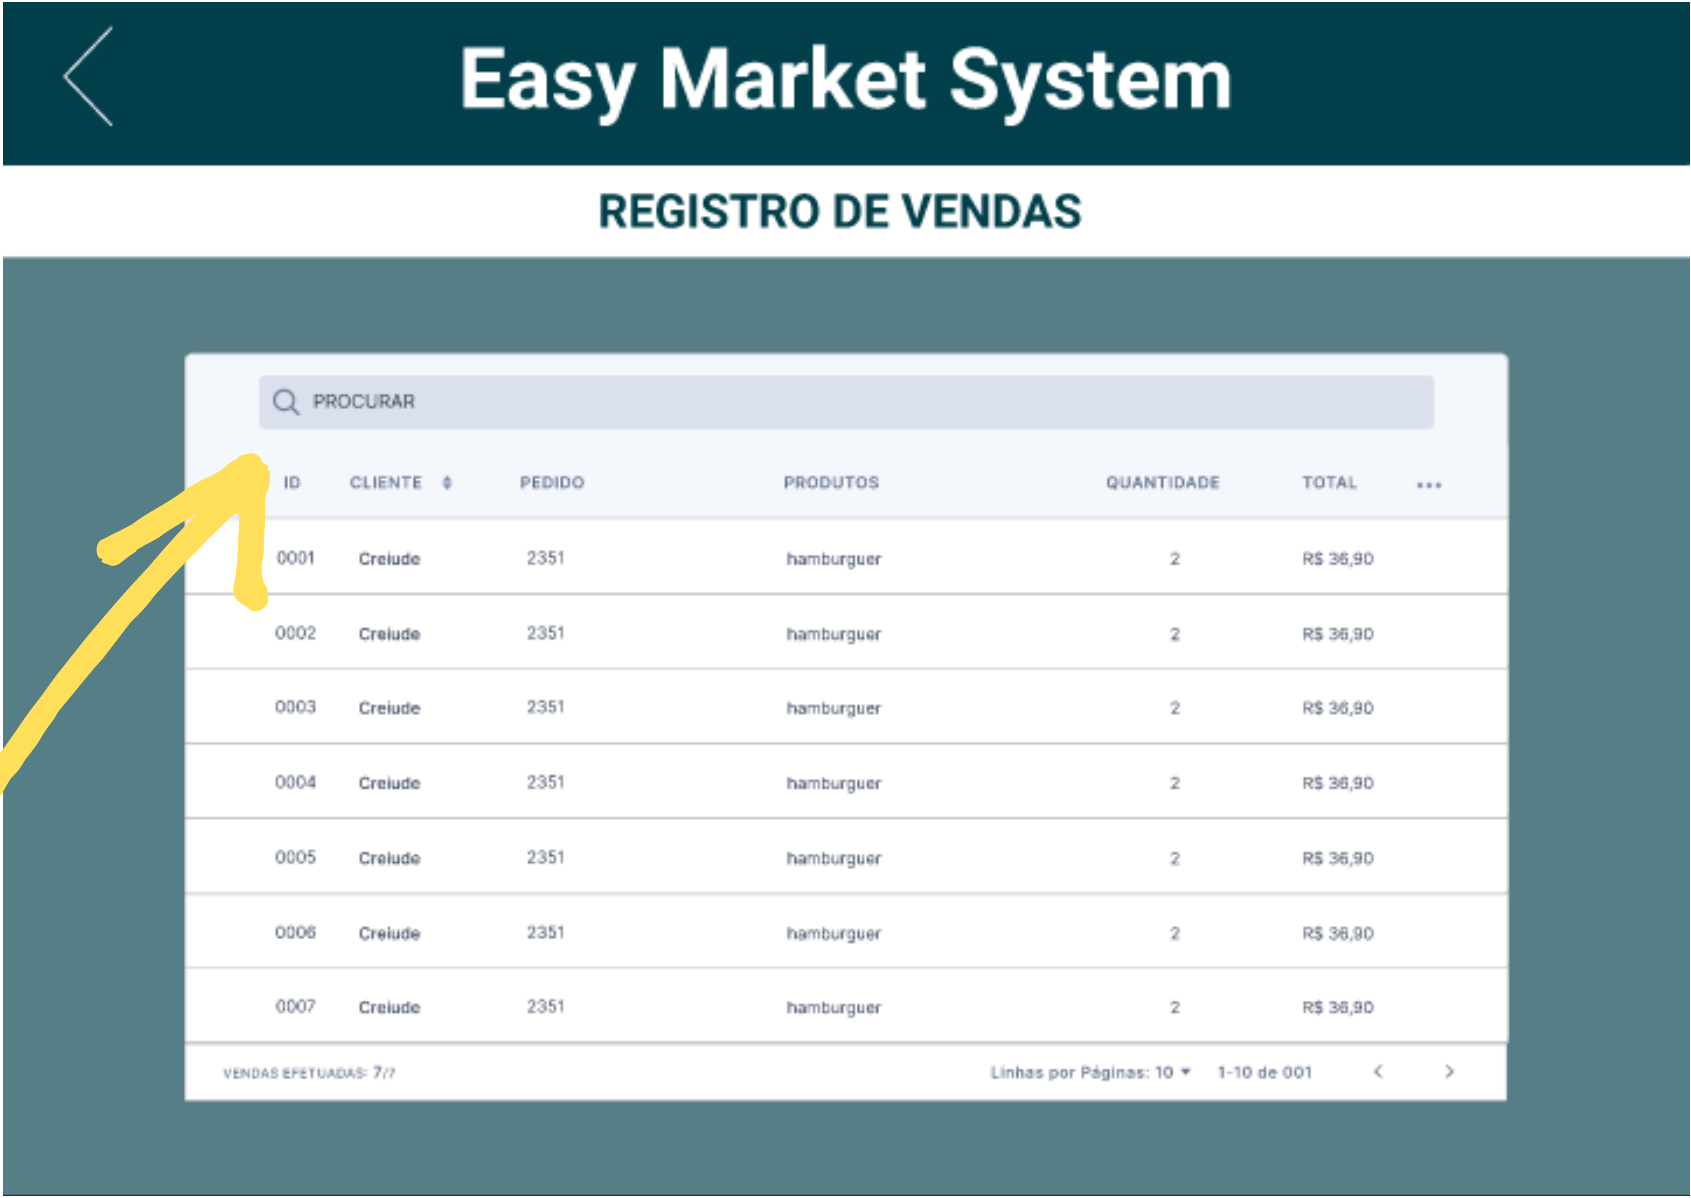 Easy Market System
REGISTRO DE VENDAS
PROCURAR
ID CLIENTE PEDIDO PRODUTOS QUANTIDADE TOTAL ...
0001 Creiude 2351 hamburguer 2 R$ 36,90
0002 Creiude 2351 hamburguer 2 R$ 36,90
0003 Creiude 2351 hamburguer 2 R$ 36,90
0004 Creiude 2351 hamburguer 2 R$ 36,90
0005 Creiude 2351 hamburguer 2 R$ 36,90
0006 Creiude 2351 hamburguer 2 R$ 36,90
0007 Creiude 2351 hamburguer 2 R$ 36,90
VENDAS EFETUADAS: 7/7 Linhas por Páginas: 10 1-10 de 001